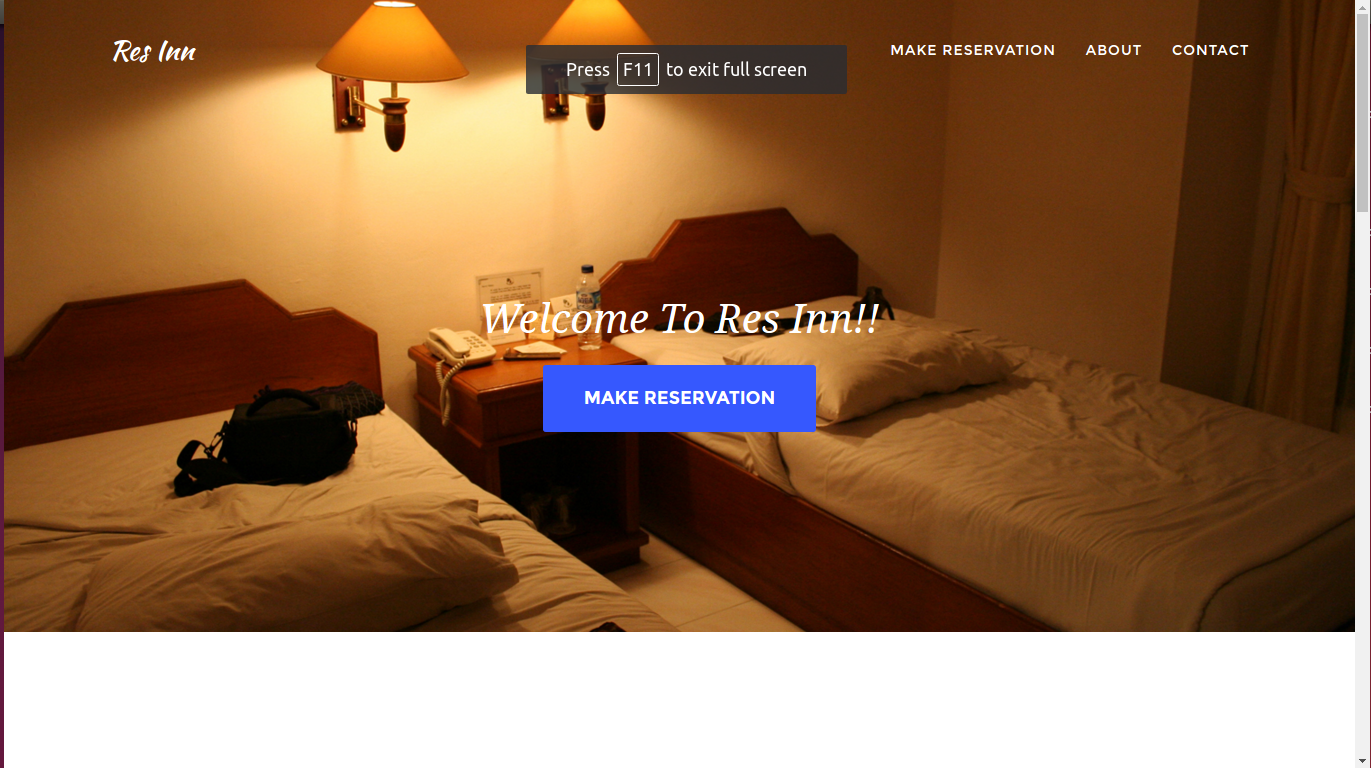 Res Inn
MAKE RESERVATION
ABOUT
CONTACT
Press F11 to exit full screen
Welcome To Res Inn!!
MAKE RESERVATION